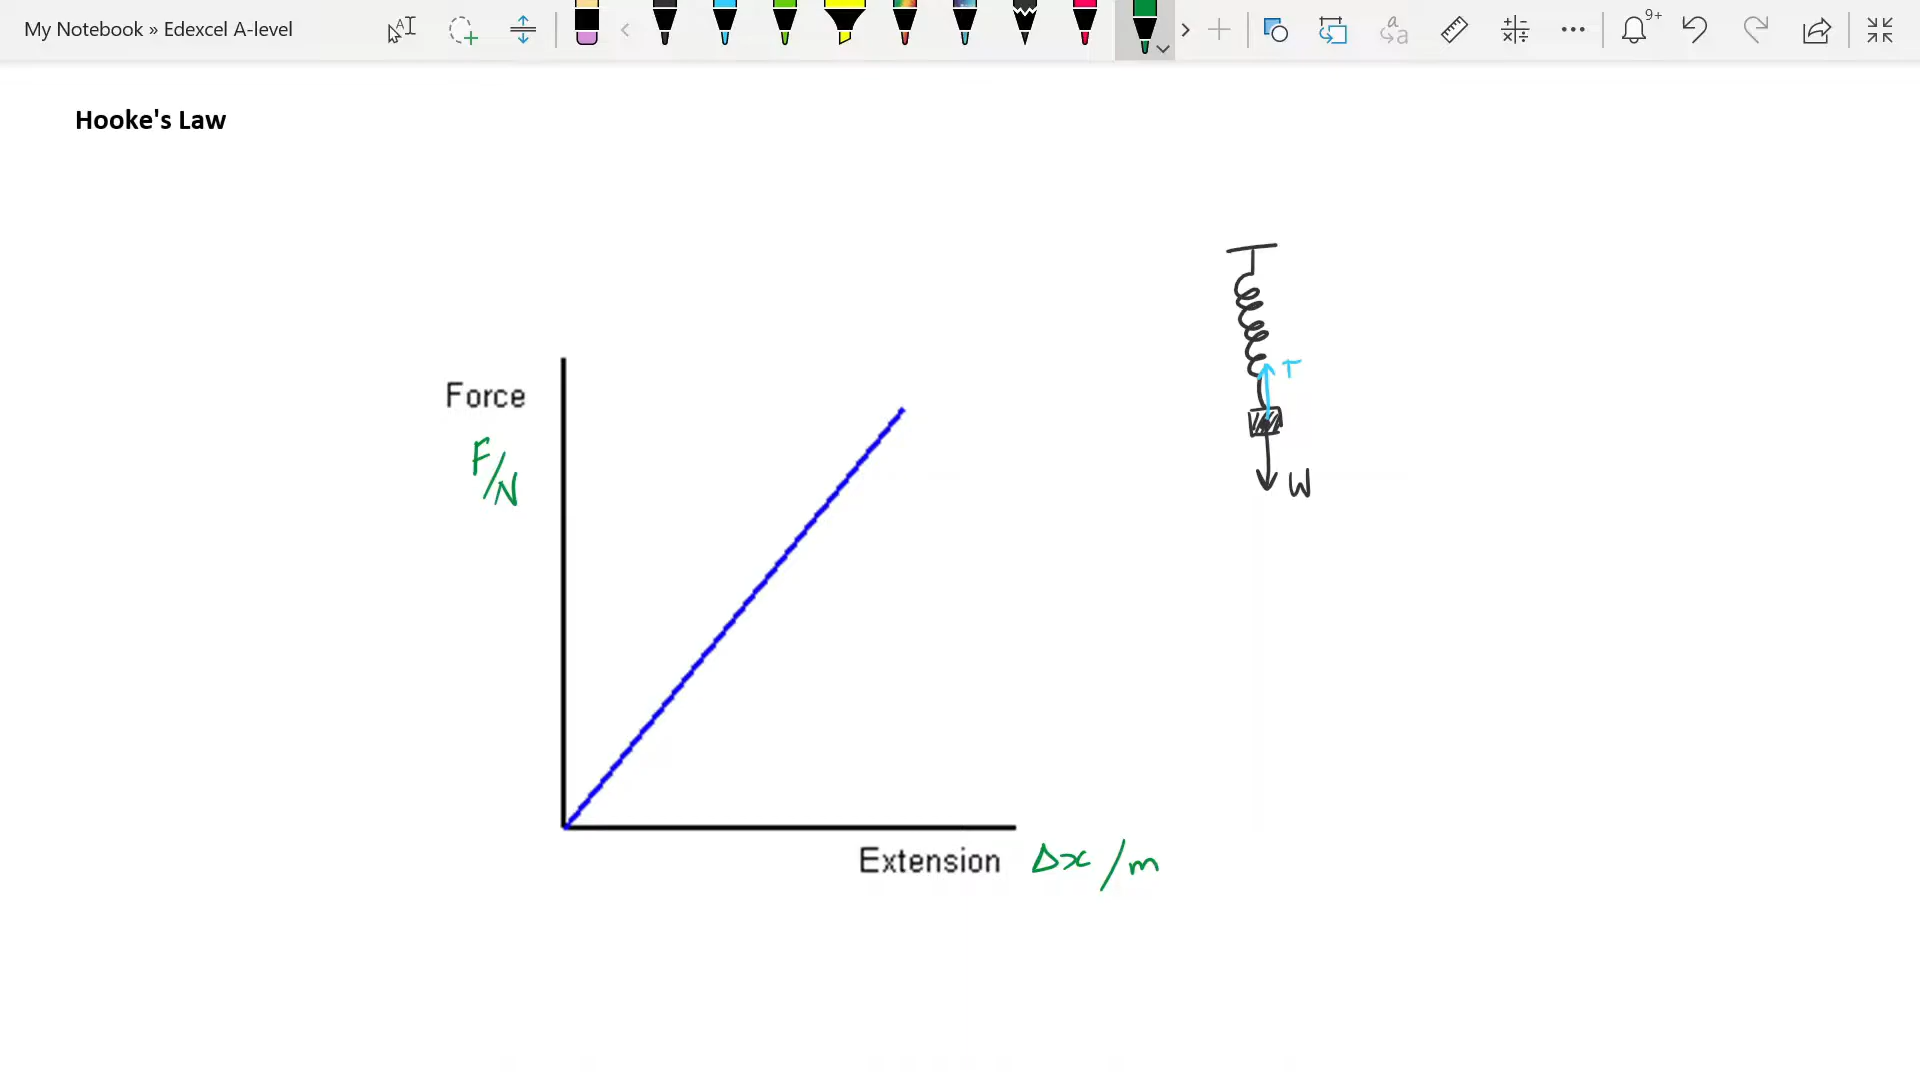 My Notebook » Edexcel A-level
9+
Hooke's Law
T
Force
F/N
W
Extension Δx/m